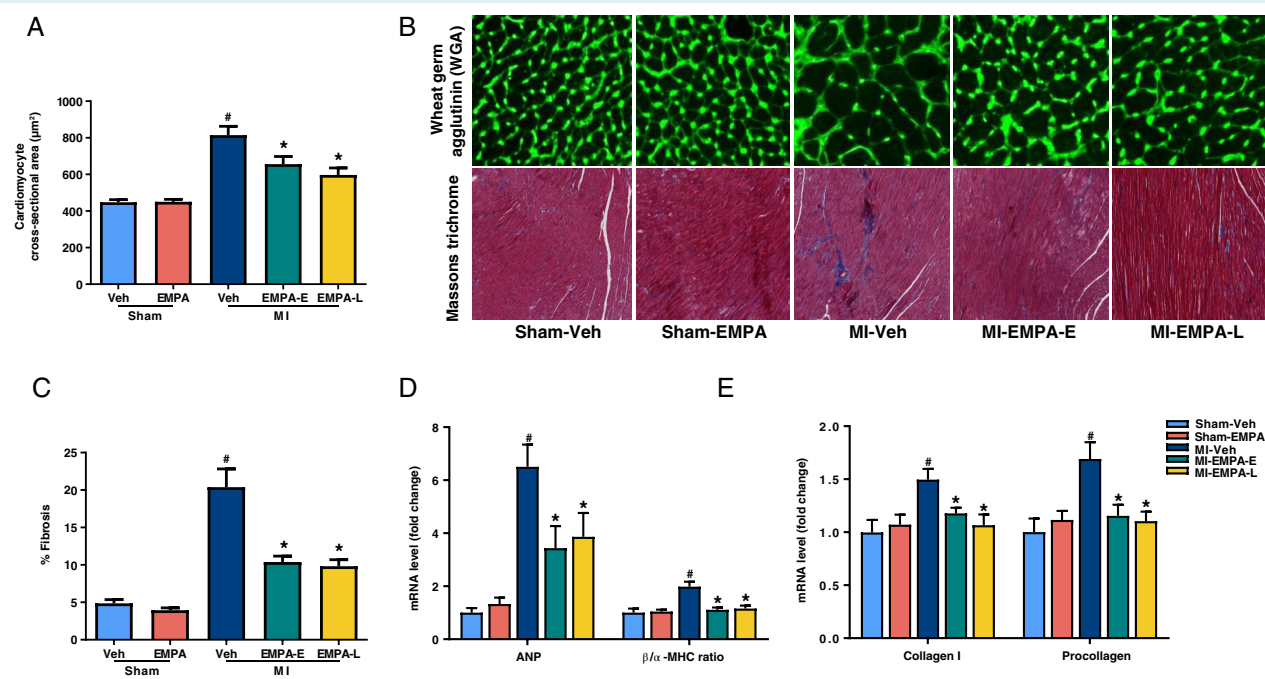 A
Cardiomyocyte
cross-sectional area (µm²)
1000
800
600
400
200
0
#
*
*
Veh EMPA Veh EMPA-E EMPA-L
Sham MI
B
Wheat germ
agglutinin (WGA)
Massons trichrome
Sham-Veh Sham-EMPA MI-Veh MI-EMPA-E MI-EMPA-L
C
% Fibrosis
25
20
15
10
5
0
#
*
*
Veh EMPA Veh EMPA-E EMPA-L
Sham MI
D
mRNA level (fold change)
8
6
4
2
0
#
*
*
#
*
*
ANP β/α -MHC ratio
E
mRNA level (fold change)
2.0
1.5
1.0
0.5
0.0
#
*
*
#
*
*
Collagen I Procollagen
Sham-Veh
Sham-EMPA
MI-Veh
MI-EMPA-E
MI-EMPA-L